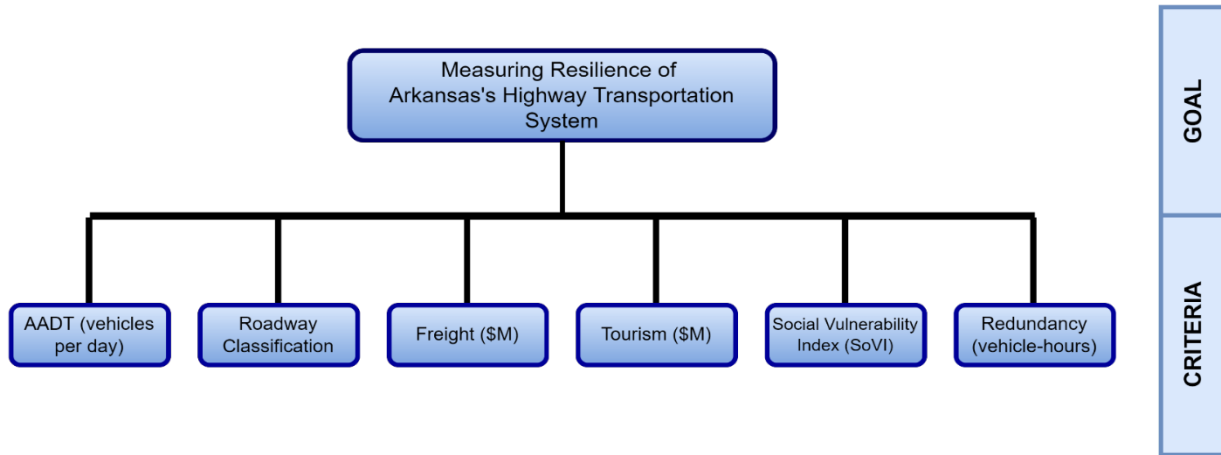 Measuring Resilience of
Arkansas's Highway Transportation
System
GOAL
AADT (vehicles
per day)
Roadway
Classification
Freight ($M)
Tourism ($M)
Social Vulnerability
Index (SoVI)
Redundancy
(vehicle-hours)
CRITERIA